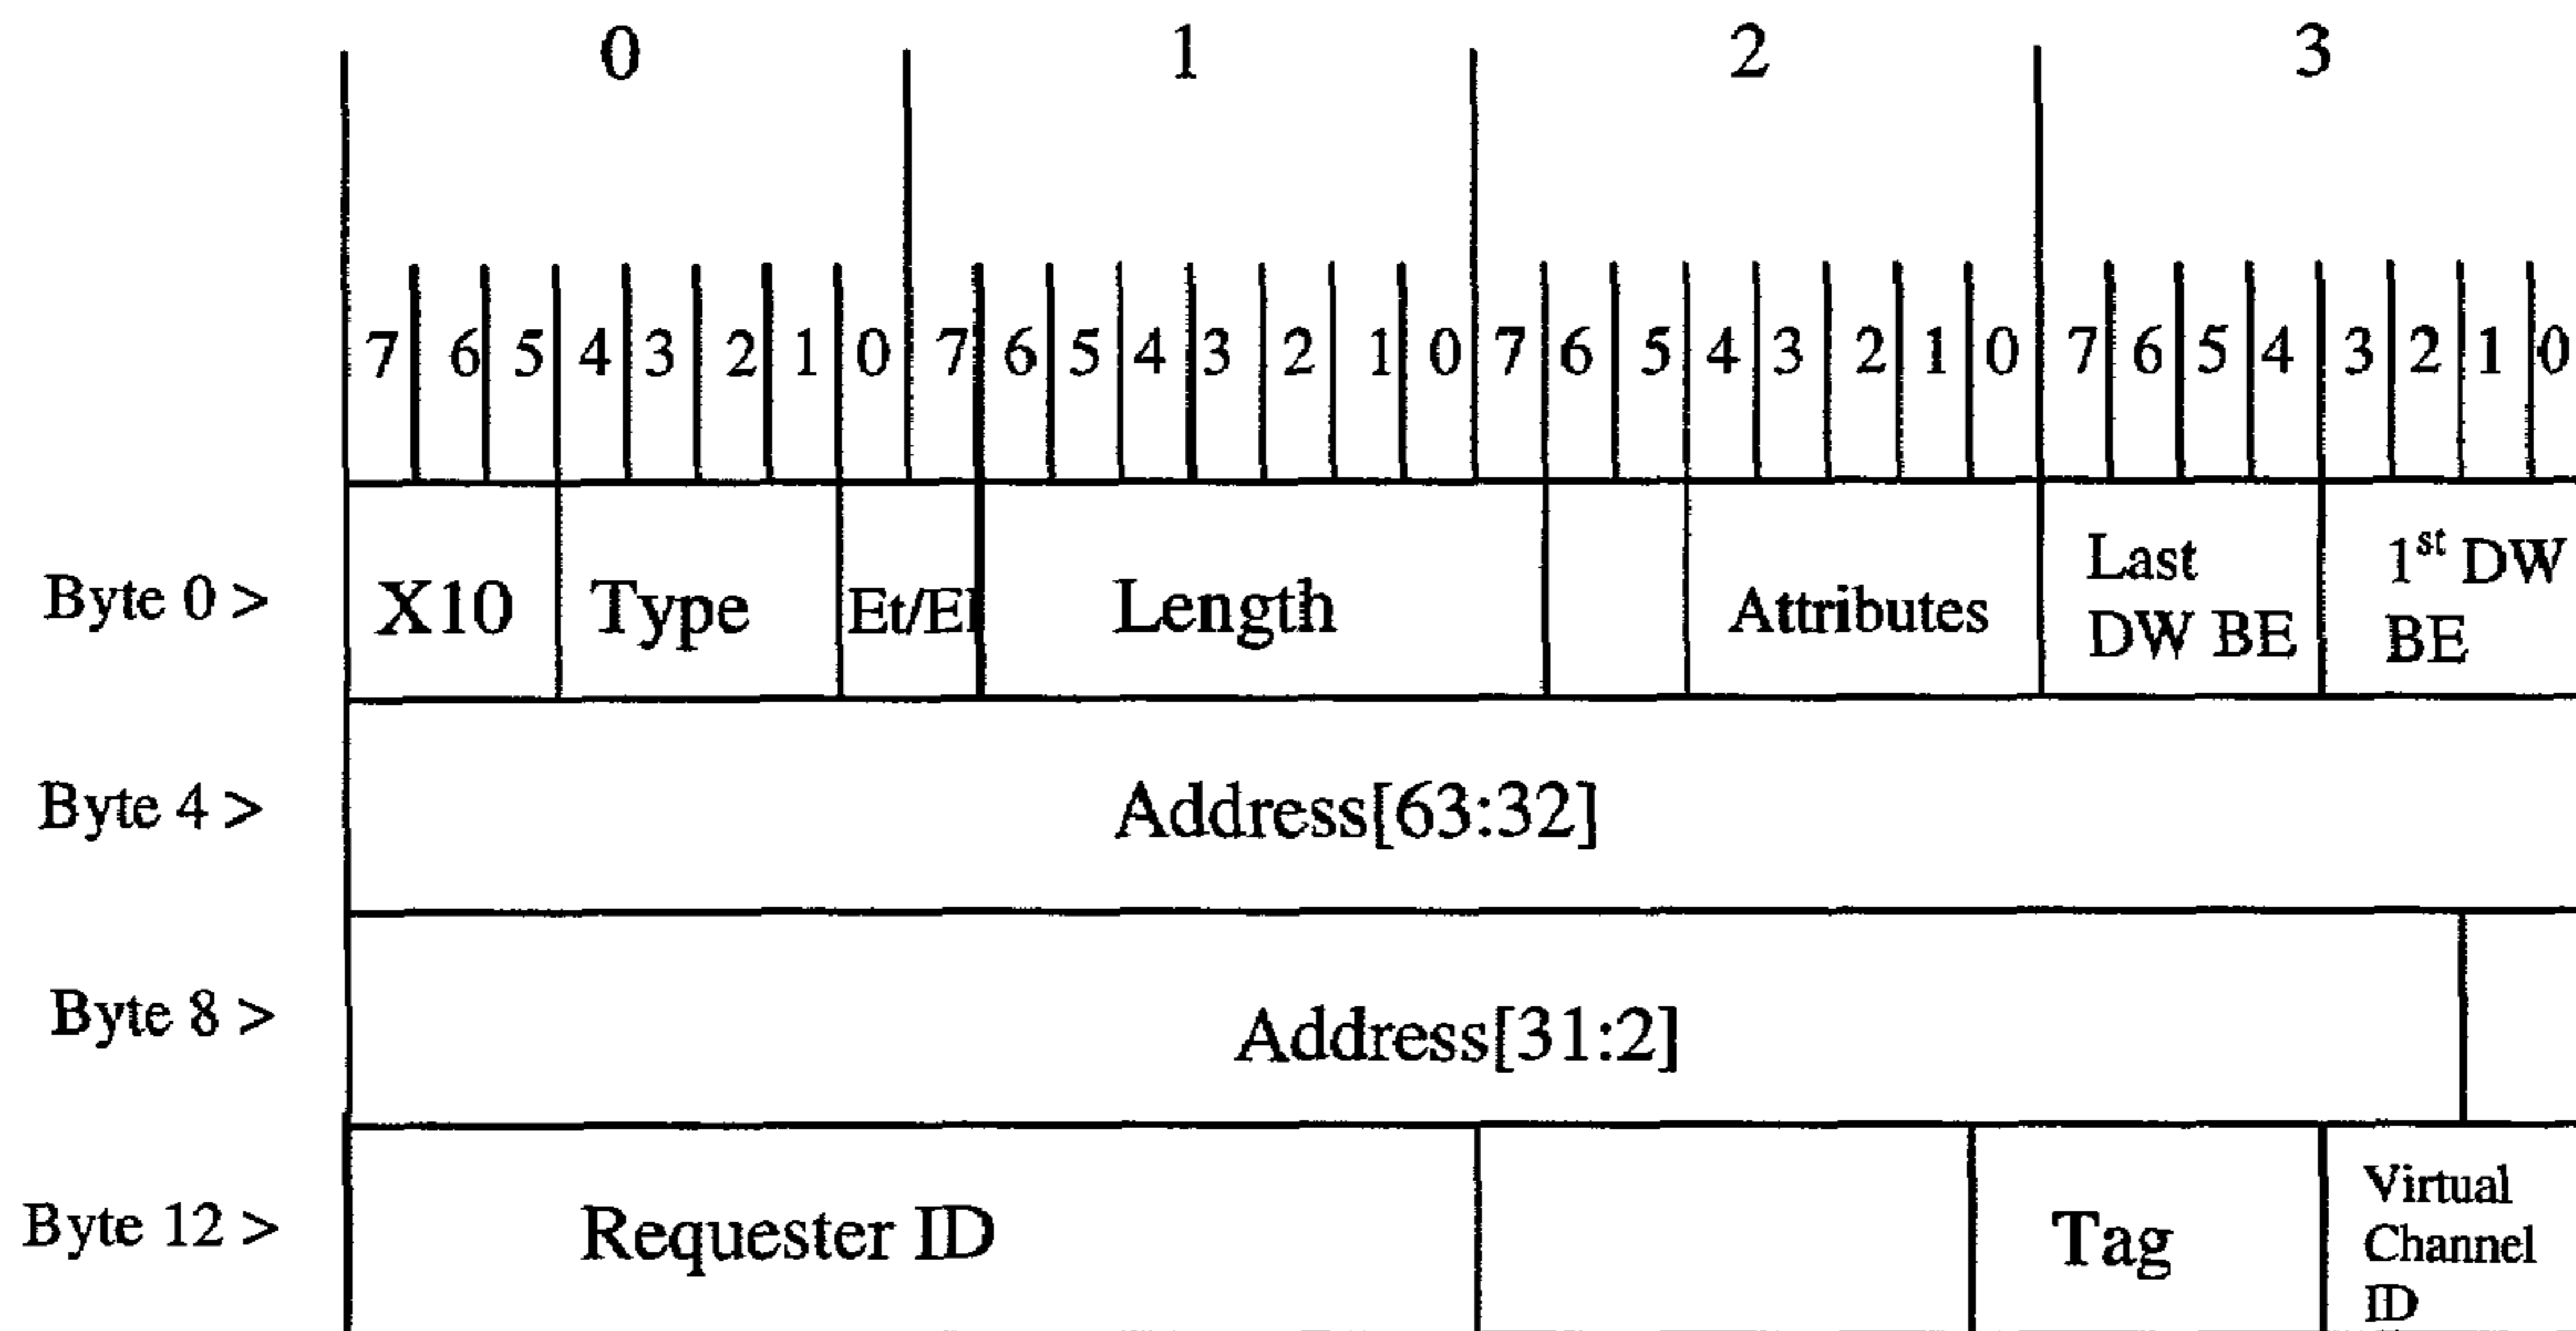 0 1 2 3
7 6 5 4 3 2 1 0 7 6 5 4 3 2 1 0 7 6 5 4 3 2 1 0 7 6 5 4 3 2 1 0
Byte 0 > X10 Type Et/El Length Attributes Last DW BE 1st DW BE
Byte 4 > Address[63:32]
Byte 8 > Address[31:2]
Byte 12 > Requester ID Tag Virtual Channel ID